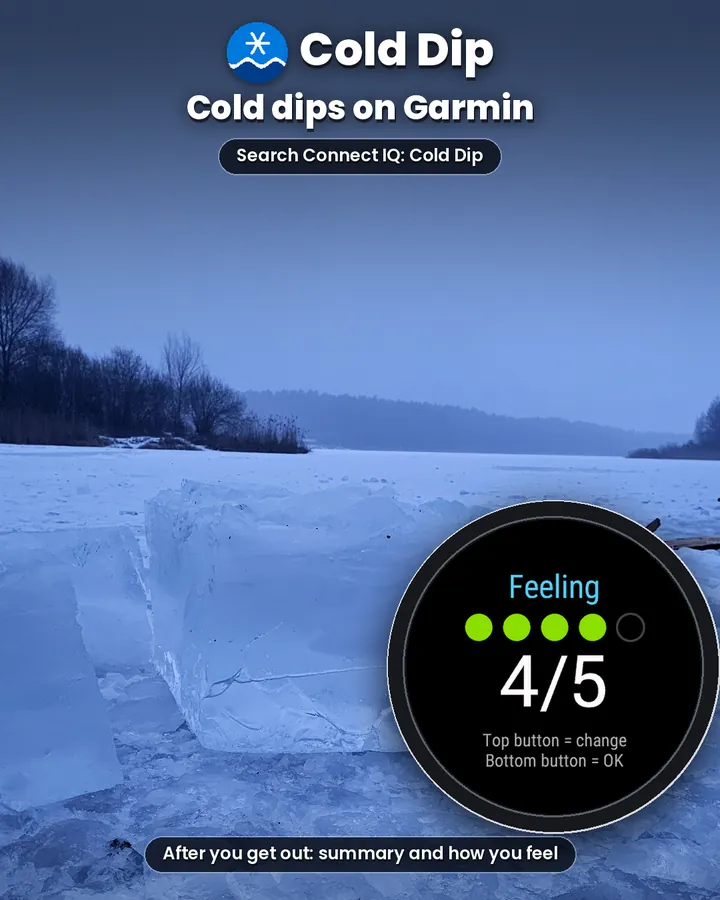 Cold Dip
Cold dips on Garmin
Search Connect IQ: Cold Dip
Feeling
4/5
Top button = change
Bottom button = OK
After you get out: summary and how you feel